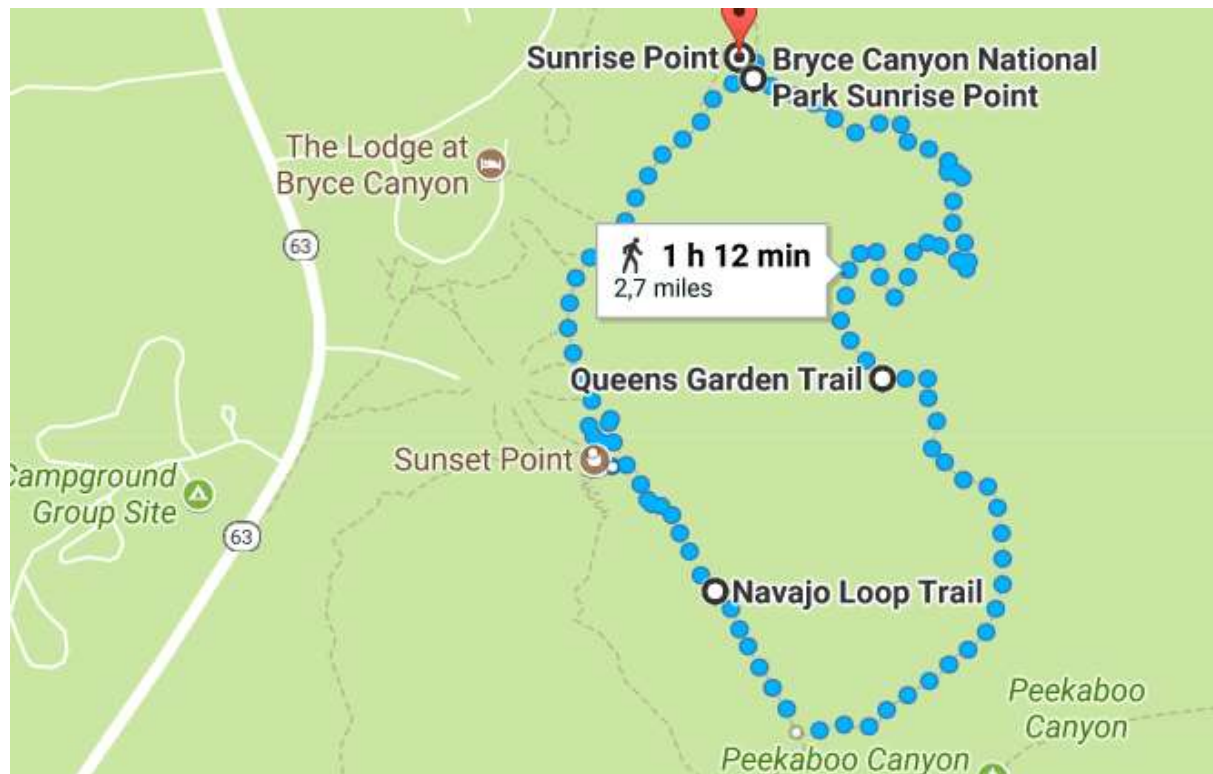 Sunrise Point
Bryce Canyon National
Park Sunrise Point
The Lodge at
Bryce Canyon
63
1 h 12 min
2,7 miles
Queens Garden Trail
Sunset Point
Campground
Group Site
63
Navajo Loop Trail
Peekaboo
Canyon
Peekaboo Canyon